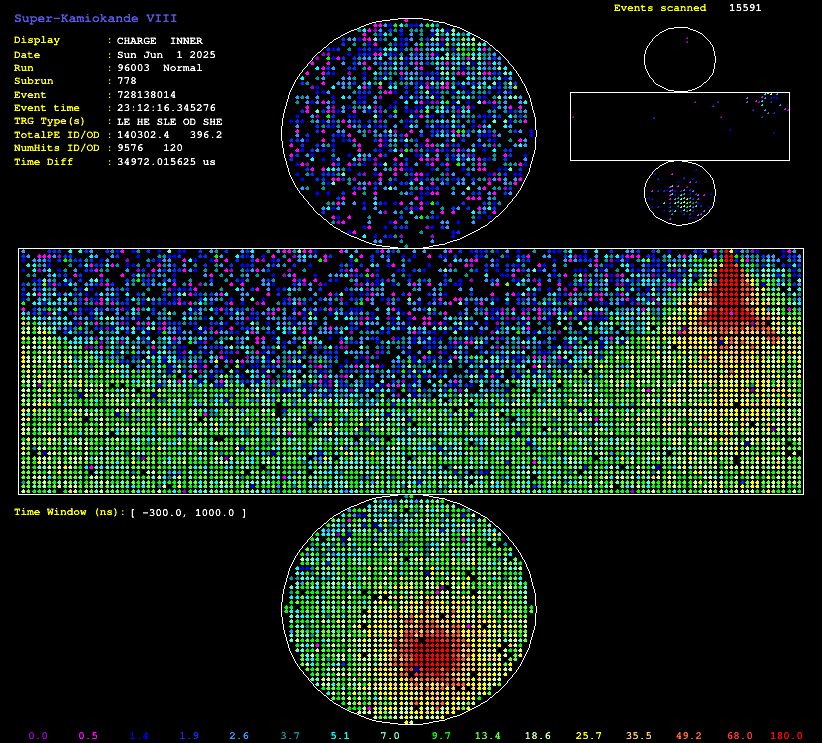 Super-Kamiokande VIII
Events scanned 15591
Display : CHARGE INNER
Date : Sun Jun 1 2025
Run : 96003 Normal
Subrun : 778
Event : 728138014
Event time : 23:12:16.345276
TRG Type(s) : LE HE SLE OD SHE
TotalPE ID/OD : 140302.4 396.2
NumHits ID/OD : 9576 120
Time Diff : 34972.015625 us
Time Window (ns): [ -300.0, 1000.0 ]
0.0 0.5 1.4 1.9 2.6 3.7 5.1 7.0 9.7 13.4 18.6 25.7 35.5 49.2 68.0 180.0